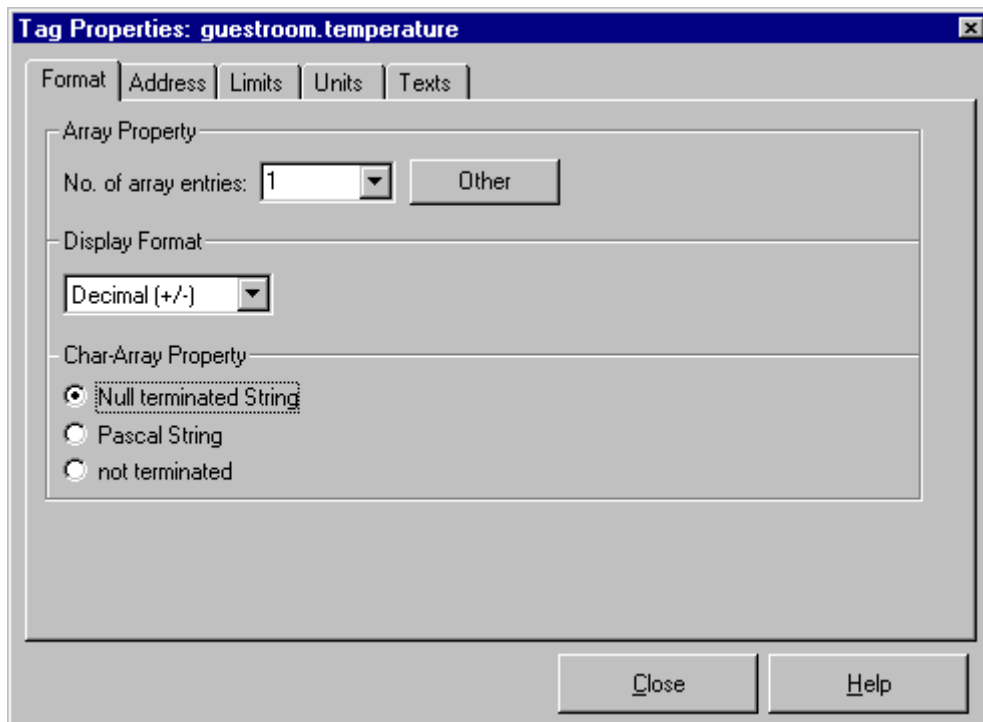 Tag Properties: guestroom.temperature
Format Address Limits Units Texts
Array Property
No. of array entries: 1 Other
Display Format
Decimal (+/-)
Char-Array Property
Null terminated String
Pascal String
not terminated
Close Help